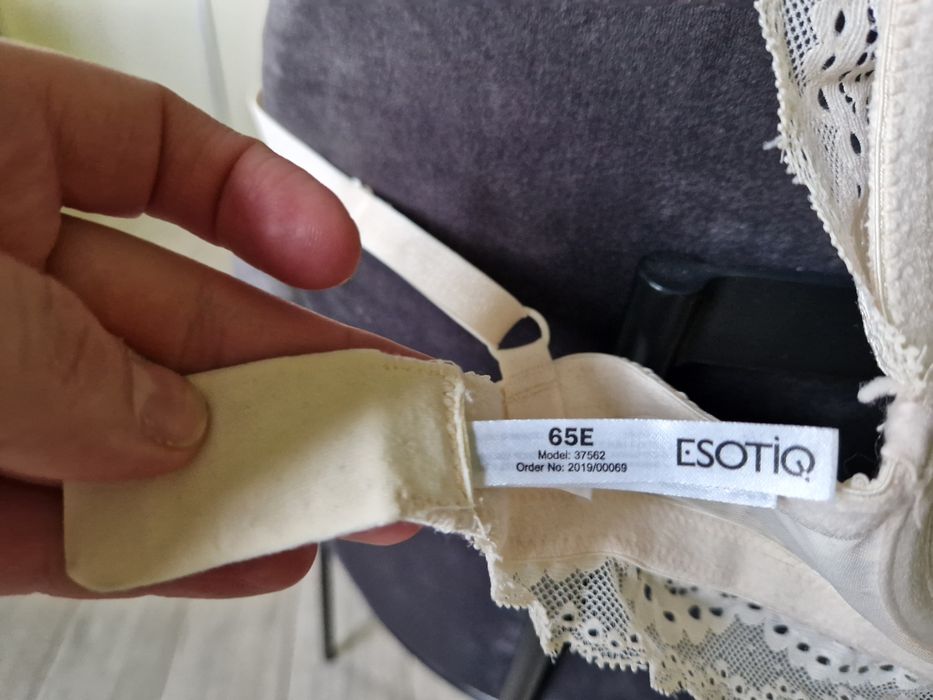 65E
Model: 37562
Order No: 2019/00069
ESOTIQ